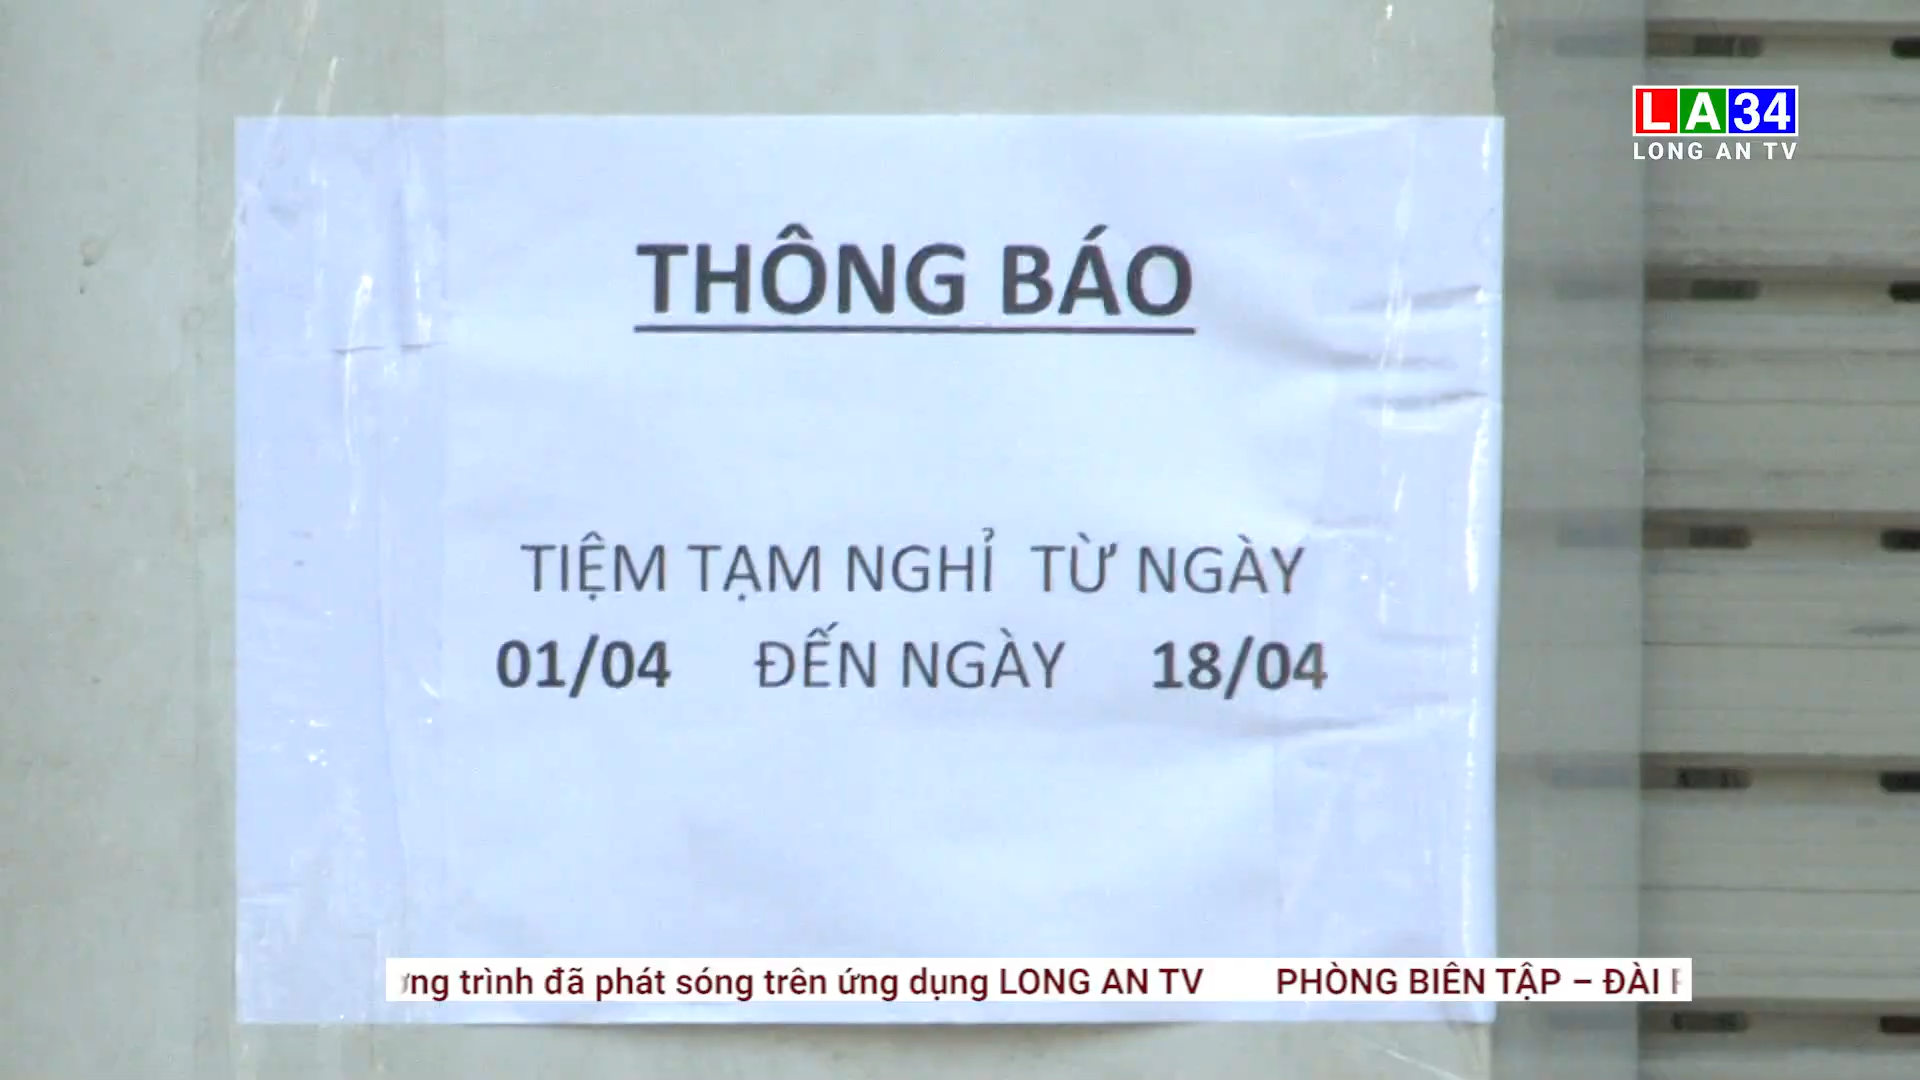 LA34
LONG AN TV
THÔNG BÁO
TIỆM TẠM NGHỈ TỪ NGÀY
01/04 ĐẾN NGÀY 18/04
trình đã phát sóng trên ứng dụng LONG AN TV PHÒNG BIÊN TẬP – ĐÀI